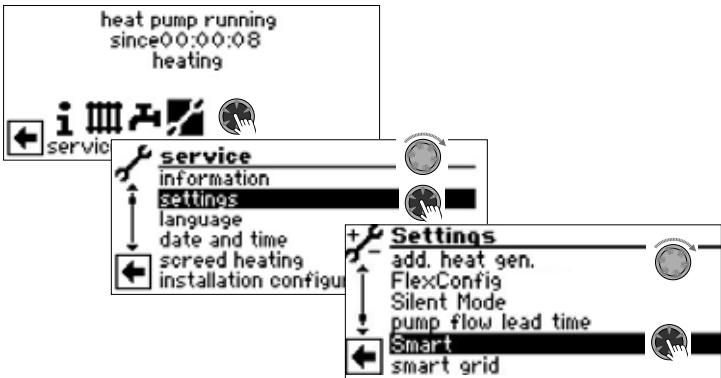 heat pump running
since00:00:08
heating
service
information
settings
language
date and time
screed heating
installation configur
Settings
add. heat gen.
FlexConfig
Silent Mode
pump flow lead time
Smart
smart grid